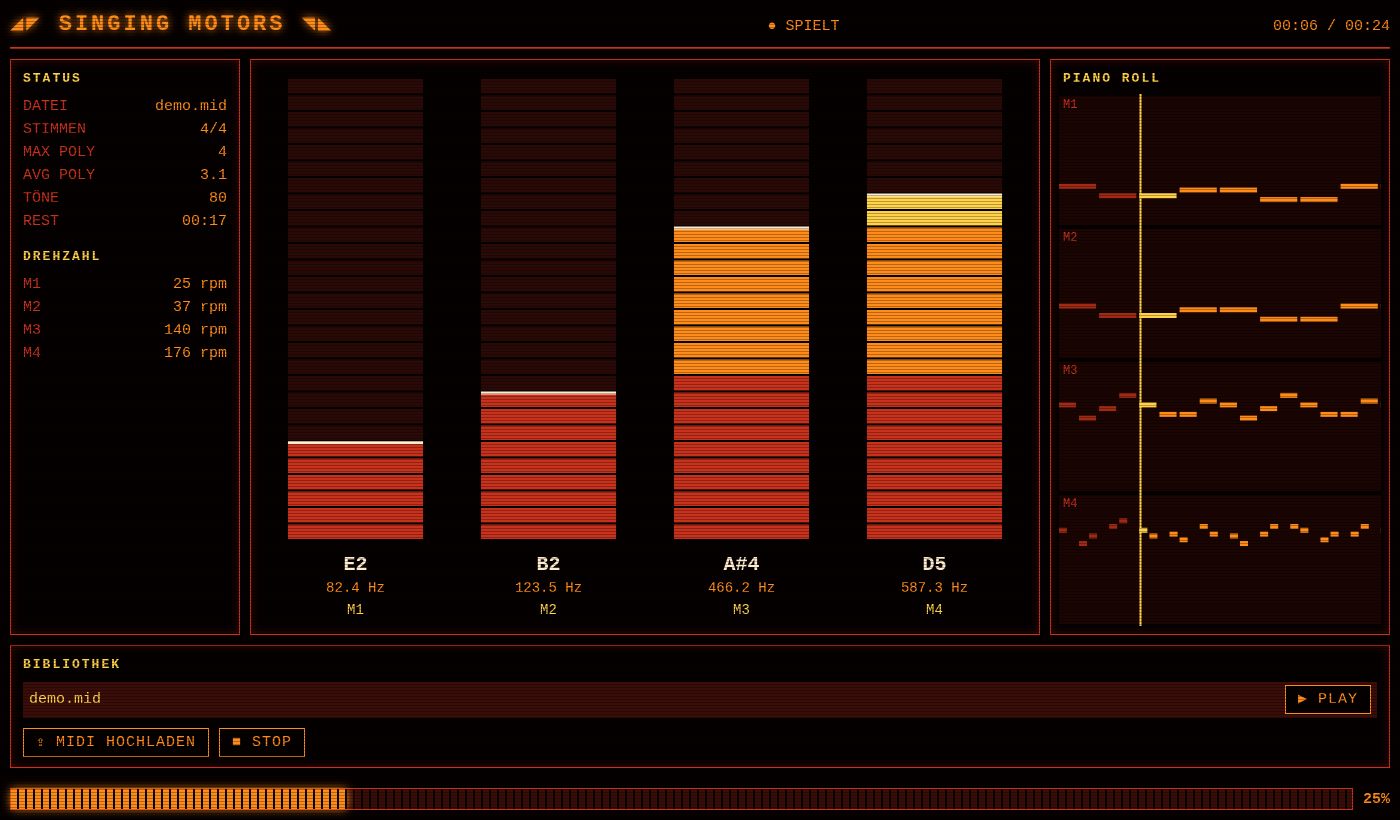 ◢◤ SINGING MOTORS ◥◣
● SPIELT
00:06 / 00:24
STATUS
DATEI demo.mid
STIMMEN 4/4
MAX POLY 4
AVG POLY 3.1
TÖNE 80
REST 00:17
DREHZAHL
M1 25 rpm
M2 37 rpm
M3 140 rpm
M4 176 rpm
E2 B2 A#4 D5
82.4 Hz 123.5 Hz 466.2 Hz 587.3 Hz
M1 M2 M3 M4
PIANO ROLL
M1
M2
M3
M4
BIBLIOTHEK
demo.mid ▶ PLAY
⇪ MIDI HOCHLADEN ■ STOP
25%